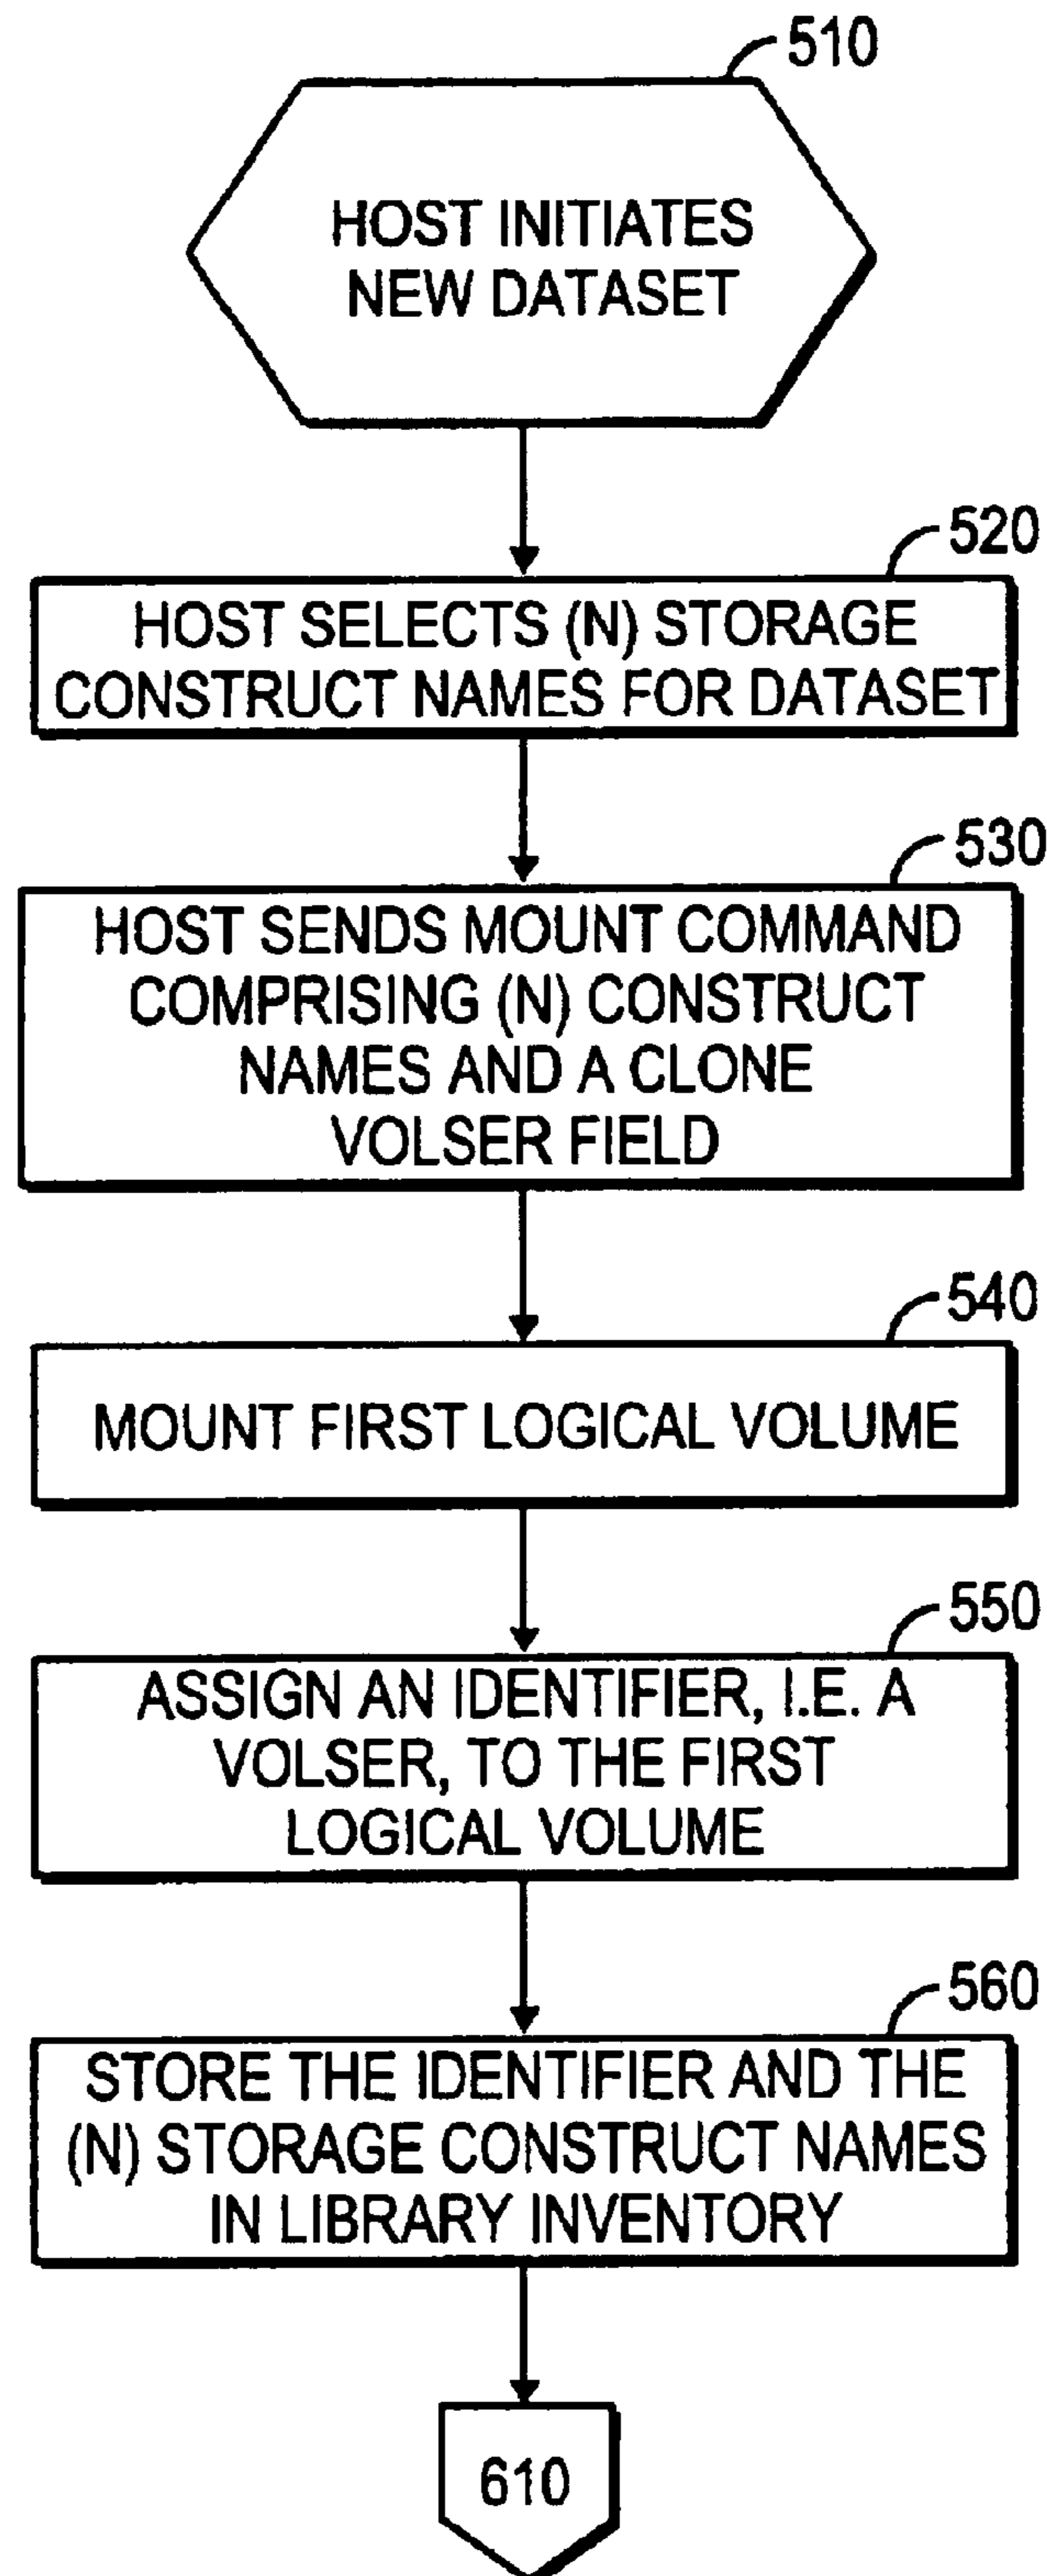 510
HOST INITIATES
NEW DATASET
520
HOST SELECTS (N) STORAGE
CONSTRUCT NAMES FOR DATASET
530
HOST SENDS MOUNT COMMAND
COMPRISING (N) CONSTRUCT
NAMES AND A CLONE
VOLSER FIELD
540
MOUNT FIRST LOGICAL VOLUME
550
ASSIGN AN IDENTIFIER, I.E. A
VOLSER, TO THE FIRST
LOGICAL VOLUME
560
STORE THE IDENTIFIER AND THE
(N) STORAGE CONSTRUCT NAMES
IN LIBRARY INVENTORY
610